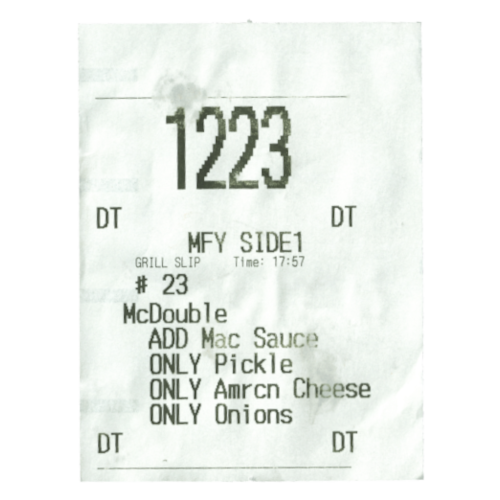 1223
DT DT
MFY SIDE1
GRILL SLIP Time: 17:57
# 23
McDouble
ADD Mac Sauce
ONLY Pickle
ONLY Amrcn Cheese
ONLY Onions
DT DT